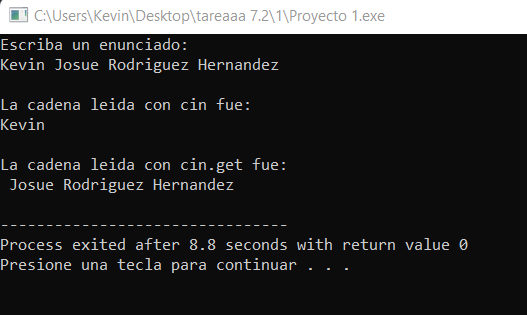 C:\Users\Kevin\Desktop\tareaaa 7.2\1\Proyecto 1.exe
Escriba un enunciado:
Kevin Josue Rodriguez Hernandez
La cadena leida con cin fue:
Kevin
La cadena leida con cin.get fue:
 Josue Rodriguez Hernandez
--------------------------------
Process exited after 8.8 seconds with return value 0
Presione una tecla para continuar . . .